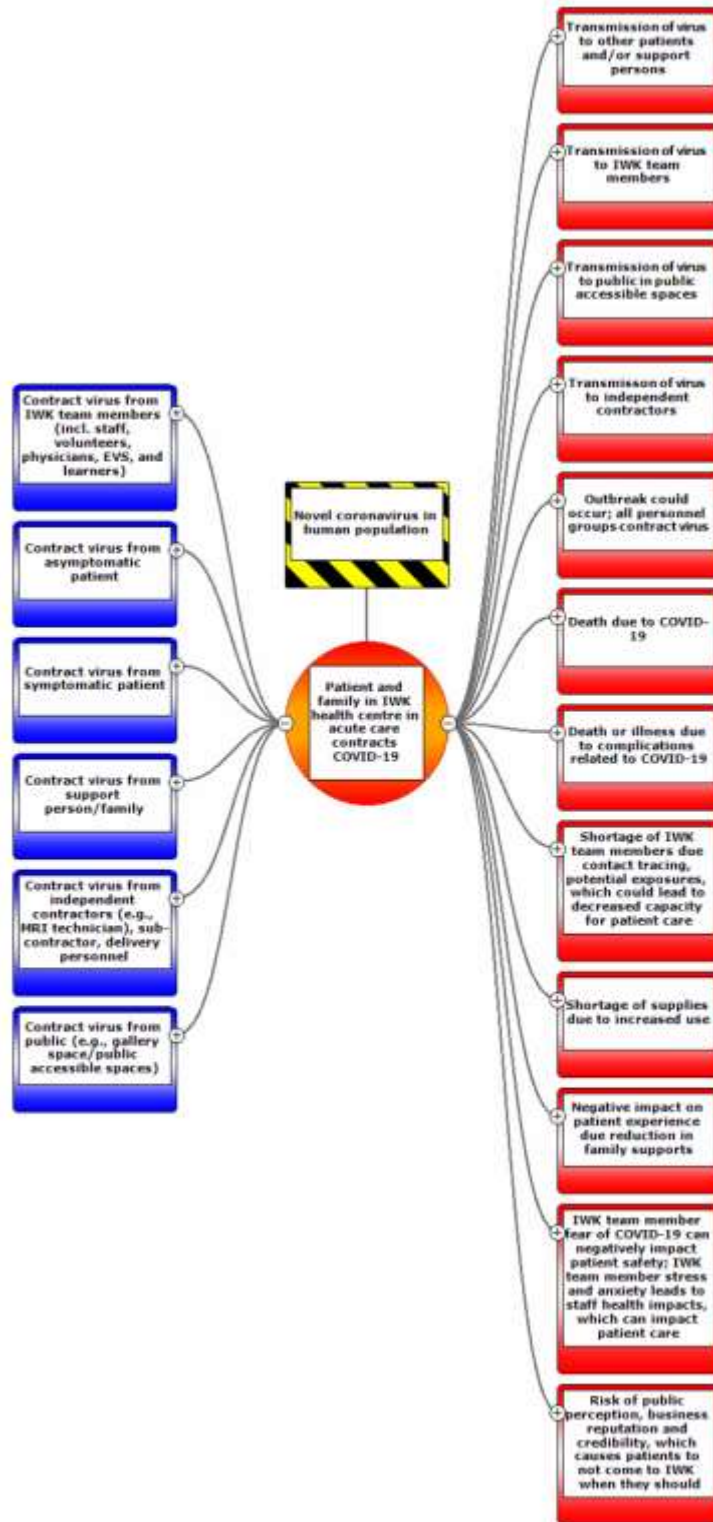 Contract virus from
IWK team members
(incl. staff,
volunteers,
physicians, EVS, and
learners)
Contract virus from
asymptomatic
patient
Contract virus from
symptomatic patient
Contract virus from
support
person/family
Contract virus from
independent
contractors (e.g.,
MRI technician), sub-
contractor, delivery
personnel
Contract virus from
public (e.g., gallery
space/public
accessible spaces)
Novel coronavirus in
human population
Patient and
family in IWK
health centre in
acute care
contracts
COVID-19
Transmission of virus
to other patients
and/or support
persons
Transmission of virus
to IWK team
members
Transmission of virus
to public in public
accessible spaces
Transmisson of virus
to independent
contractors
Outbreak could
occur; all personnel
groups contract virus
Death due to COVID-
19
Death or illness due
to complications
related to COVID-19
Shortage of IWK
team members due
contact tracing,
potential exposures,
which could lead to
decreased capacity
for patient care
Shortage of supplies
due to increased use
Negative impact on
patient experience
due reduction in
family supports
IWK team member
fear of COVID-19 can
negatively impact
patient safety; IWK
team member stress
and anxiety leads to
staff health impacts,
which can impact
patient care
Risk of public
perception, business
reputation and
credibility, which
causes patients to
not come to IWK
when they should